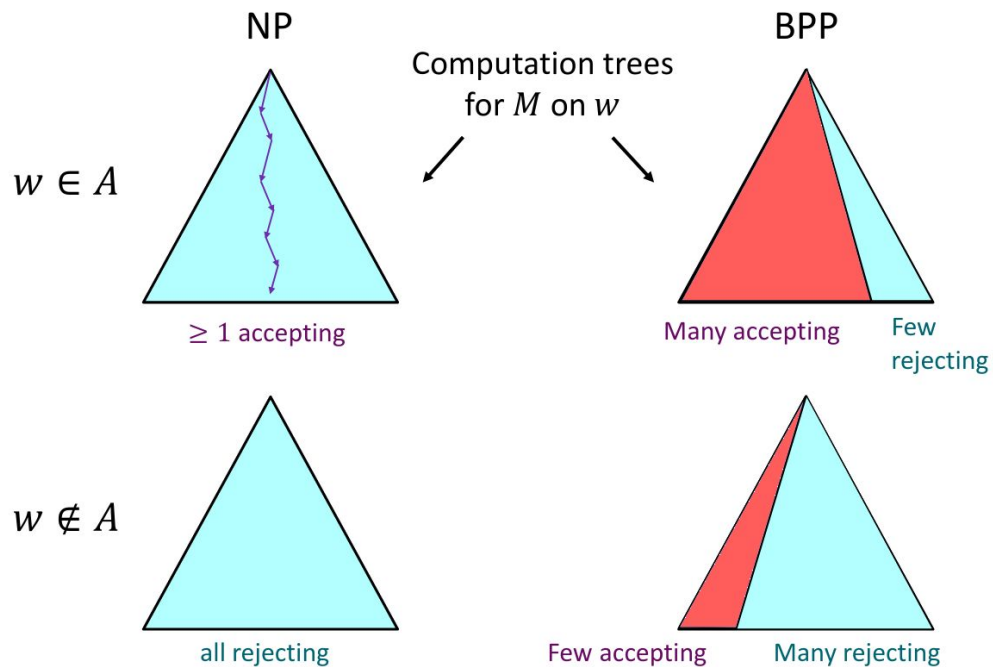 NP
BPP
Computation trees
for M on w
w ∈ A
≥ 1 accepting
Many accepting
Few
rejecting
w ∉ A
all rejecting
Few accepting
Many rejecting